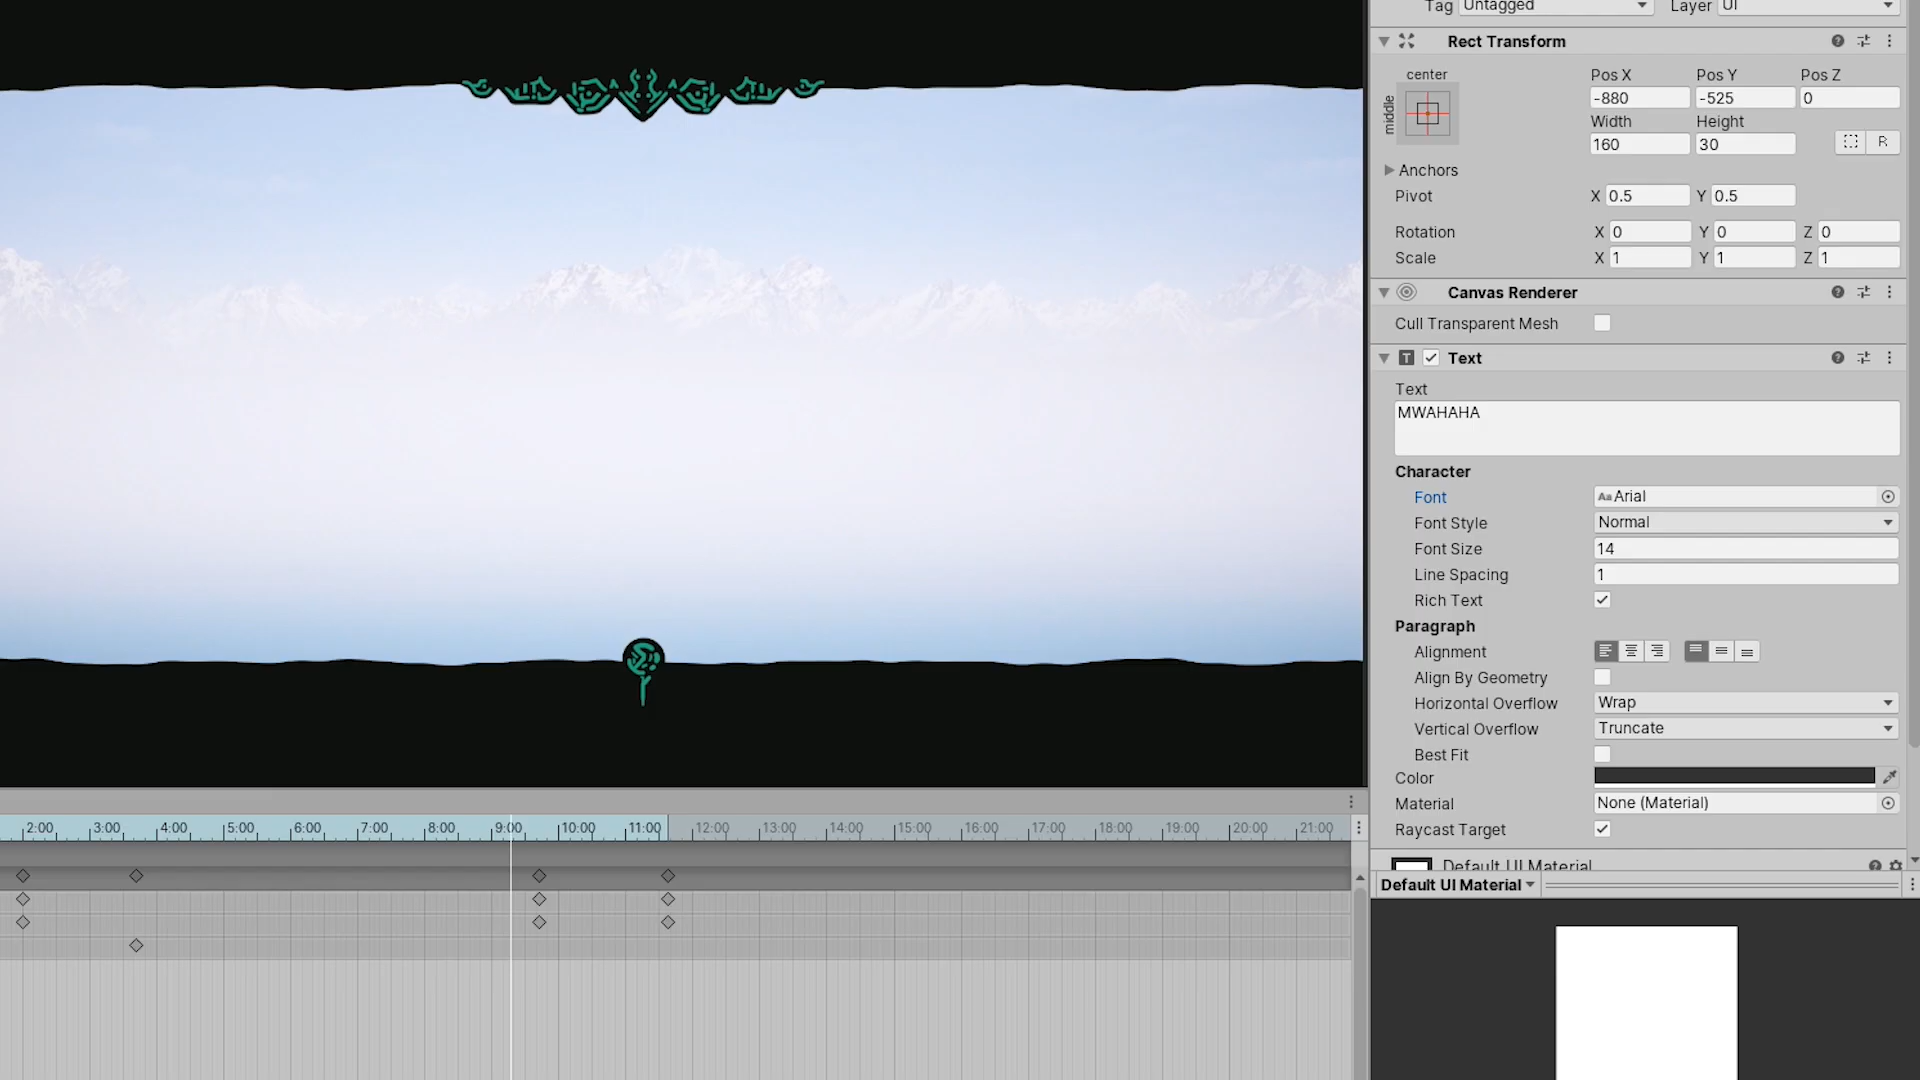 Tag Untagged Layer UI
Rect Transform
center
middle
Pos X Pos Y Pos Z
-880 -525 0
Width Height
160 30
R
Anchors
Pivot X 0.5 Y 0.5
Rotation X 0 Y 0 Z 0
Scale X 1 Y 1 Z 1
Canvas Renderer
Cull Transparent Mesh
T Text
Text
MWAHAHA
Character
Font Aa Arial
Font Style Normal
Font Size 14
Line Spacing 1
Rich Text
Paragraph
Alignment
Align By Geometry
Horizontal Overflow Wrap
Vertical Overflow Truncate
Best Fit
Color
Material None (Material)
Raycast Target
Default UI Material
Default UI Material
2:00 3:00 4:00 5:00 6:00 7:00 8:00 9:00 10:00 11:00 12:00 13:00 14:00 15:00 16:00 17:00 18:00 19:00 20:00 21:00